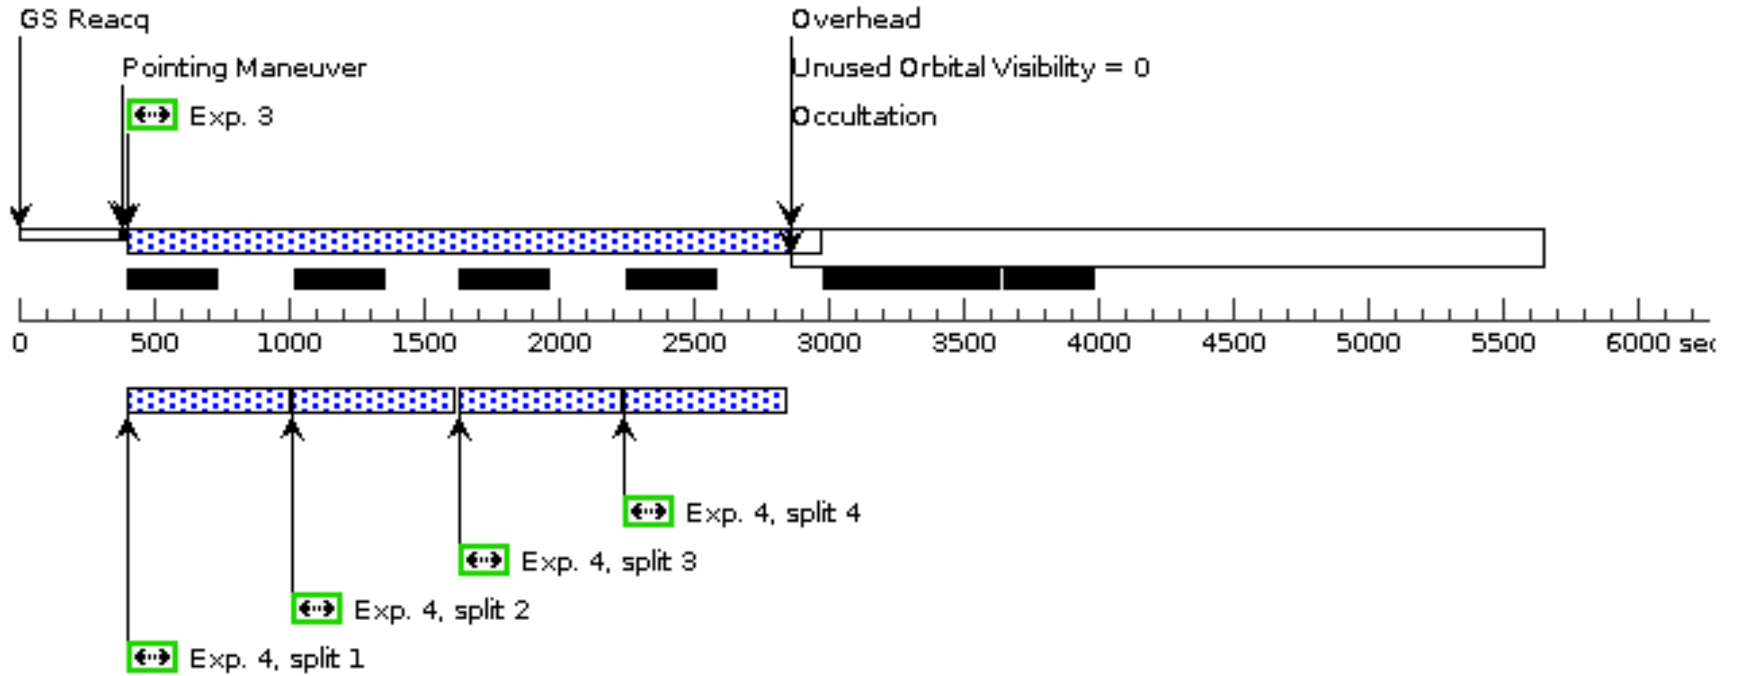 GS Reacq
Overhead
Pointing Maneuver
Unused Orbital Visibility = 0
Exp. 3
Occultation
0 500 1000 1500 2000 2500 3000 3500 4000 4500 5000 5500 6000 sec
Exp. 4, split 4
Exp. 4, split 3
Exp. 4, split 2
Exp. 4, split 1